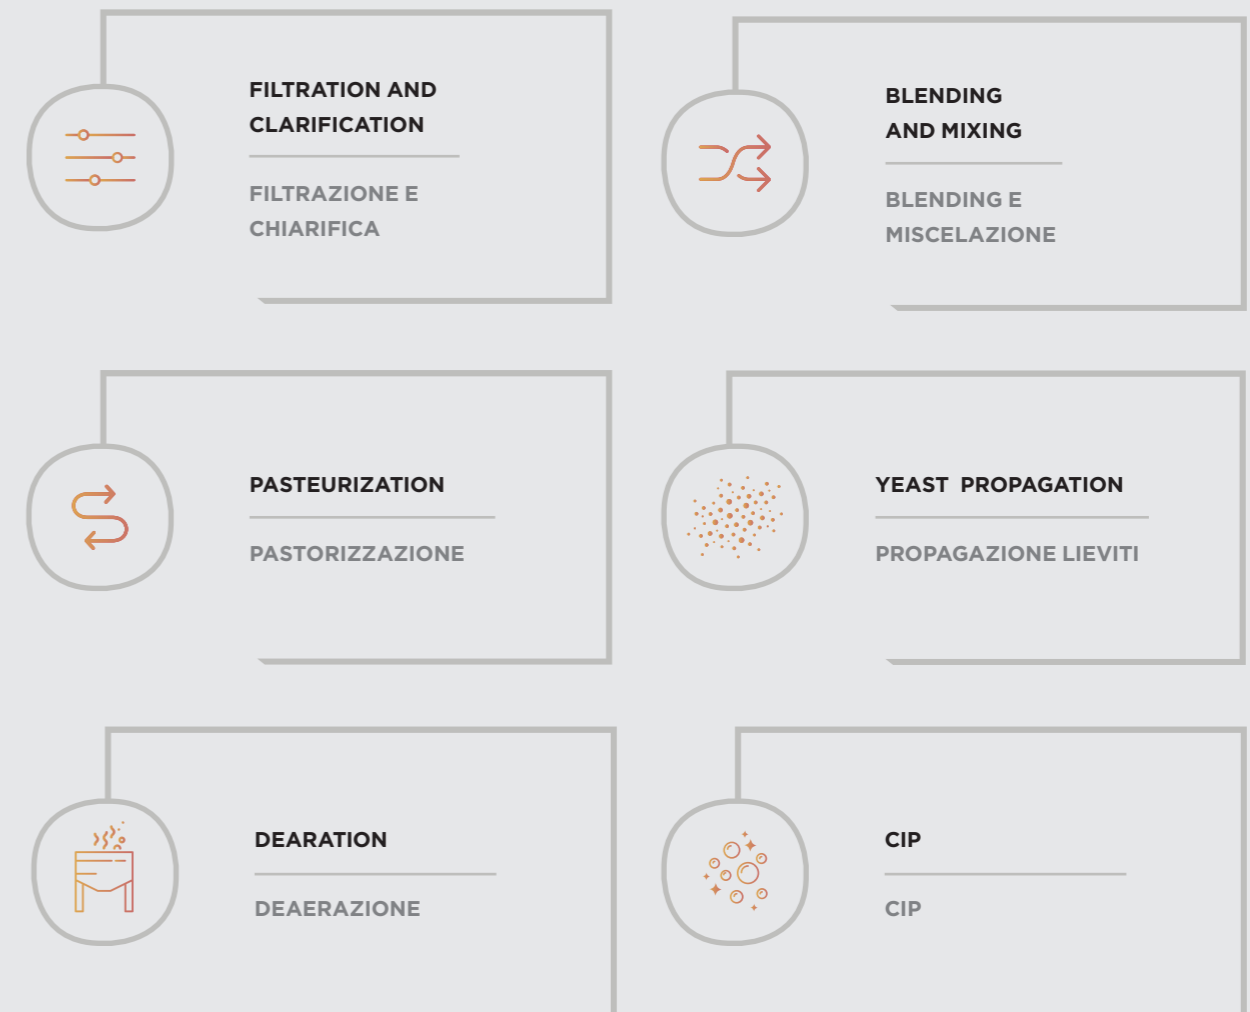 FILTRATION AND
CLARIFICATION
FILTRAZIONE E
CHIARIFICA
BLENDING
AND MIXING
BLENDING E
MISCELAZIONE
PASTEURIZATION
PASTORIZZAZIONE
YEAST  PROPAGATION
PROPAGAZIONE LIEVITI
DEARATION
DEAERAZIONE
CIP
CIP